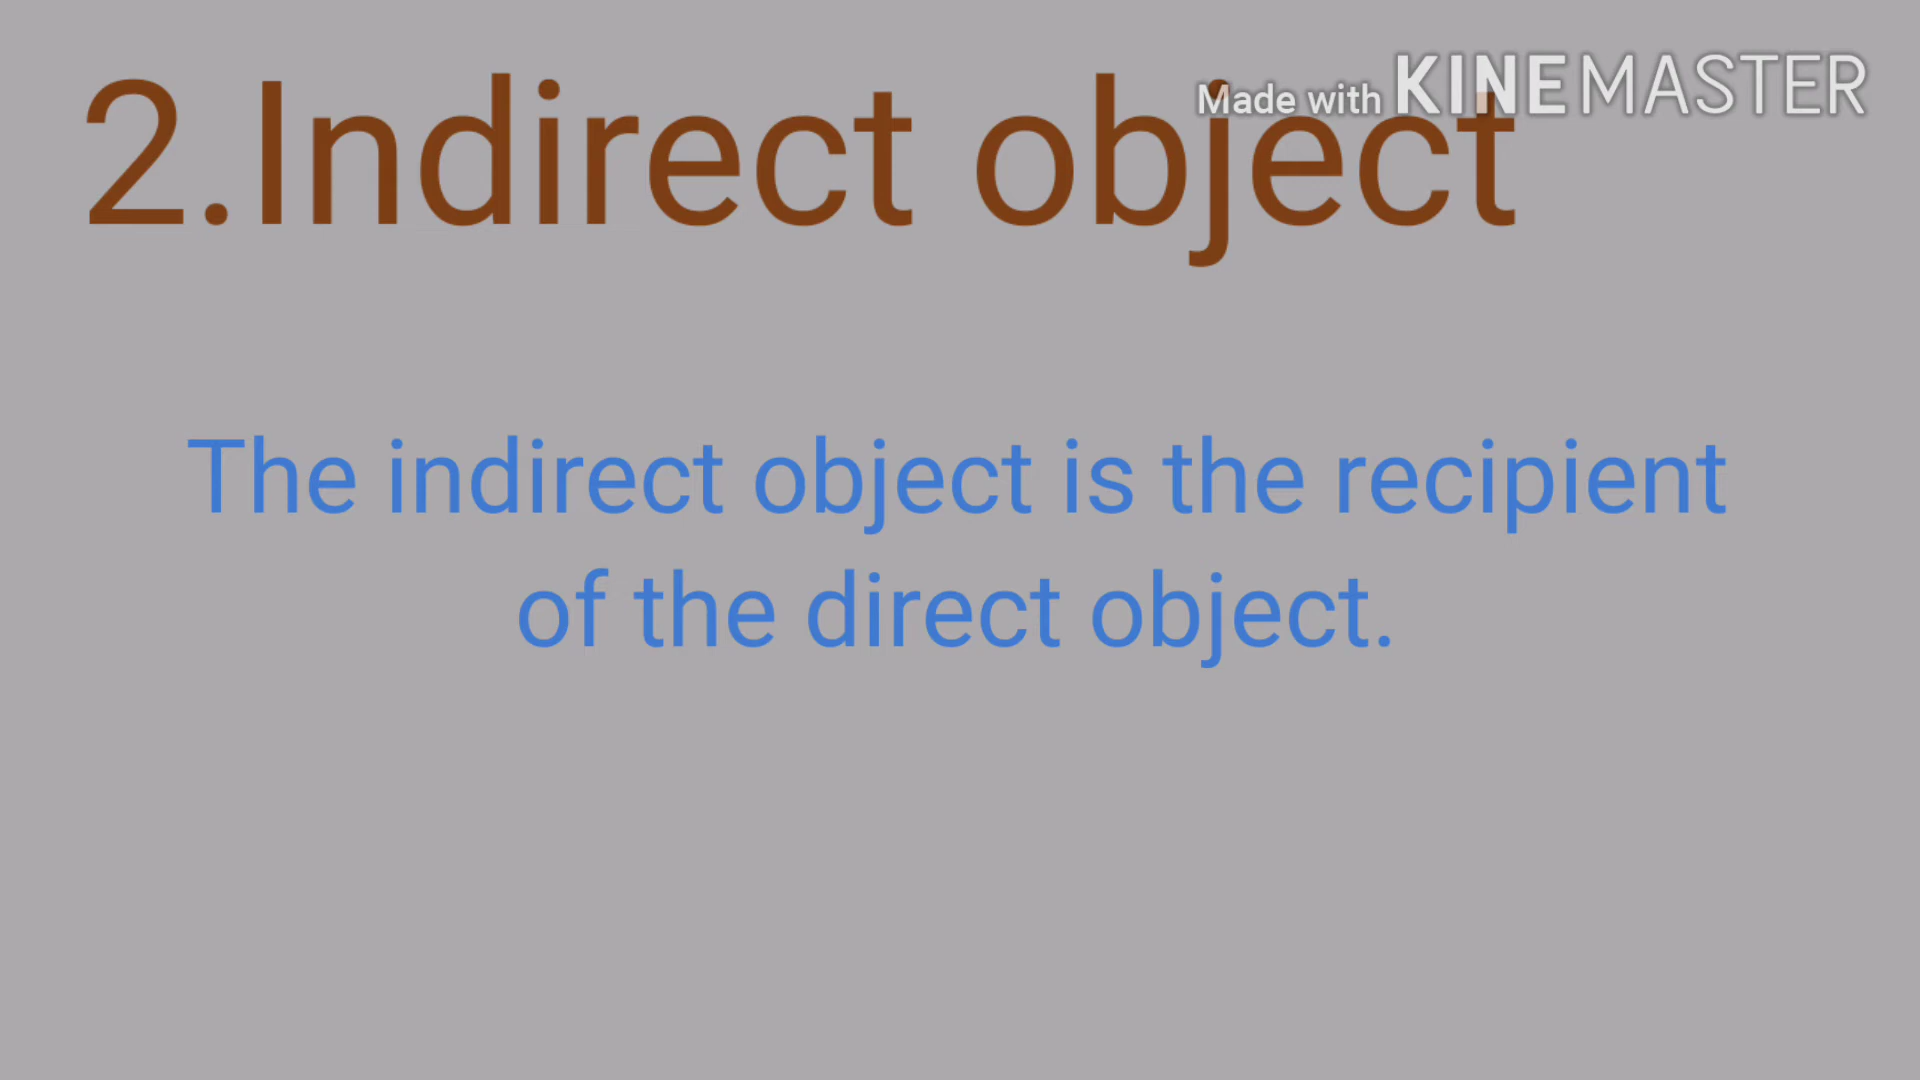 Made with KINEMASTER
2.Indirect object
The indirect object is the recipient
of the direct object.